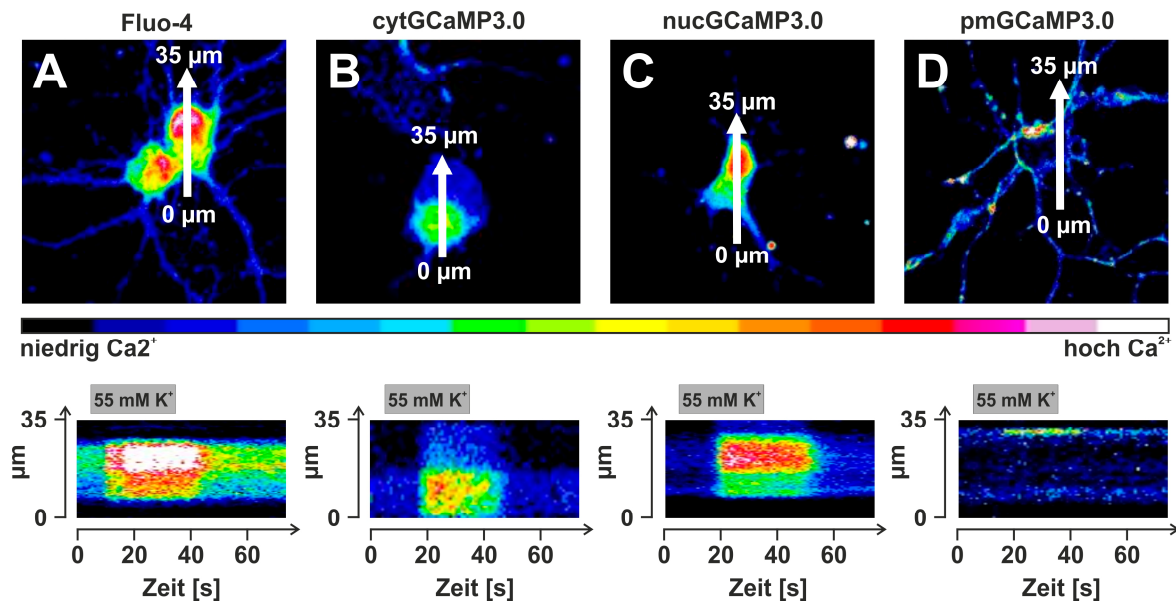 Fluo-4
cytGCaMP3.0
nucGCaMP3.0
pmGCaMP3.0
A
35 µm
0 µm
B
35 µm
0 µm
C
35 µm
0 µm
D
35 µm
0 µm
niedrig Ca2⁺
hoch Ca²⁺
55 mM K⁺
35
µm
0
0 20 40 60
Zeit [s]
55 mM K⁺
35
µm
0
0 20 40 60
Zeit [s]
55 mM K⁺
35
µm
0
0 20 40 60
Zeit [s]
55 mM K⁺
35
µm
0
0 20 40 60
Zeit [s]